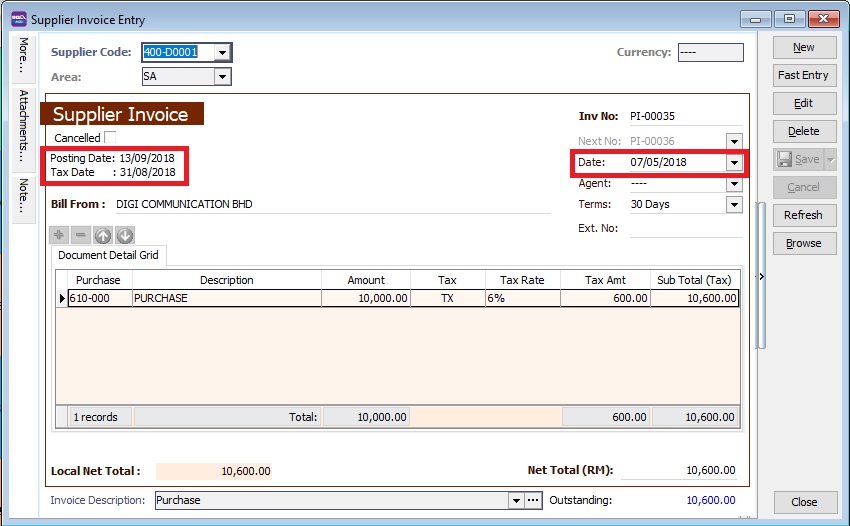 Supplier Invoice Entry
More...
Attachments...
Note...
Supplier Code: 400-D0001
Currency: ----
Area: SA
Supplier Invoice
Inv No: PI-00035
Cancelled
Next No: PI-00036
Posting Date: 13/09/2018
Date: 07/05/2018
Tax Date : 31/08/2018
Agent: ----
Bill From : DIGI COMMUNICATION BHD
Terms: 30 Days
Ext. No:
Document Detail Grid
Purchase Description Amount Tax Tax Rate Tax Amt Sub Total (Tax)
610-000 PURCHASE 10,000.00 TX 6% 600.00 10,600.00
1 records Total: 10,000.00 600.00 10,600.00
Local Net Total : 10,600.00
Net Total (RM): 10,600.00
Invoice Description: Purchase
Outstanding: 10,600.00
New
Fast Entry
Edit
Delete
Save
Cancel
Refresh
Browse
Close